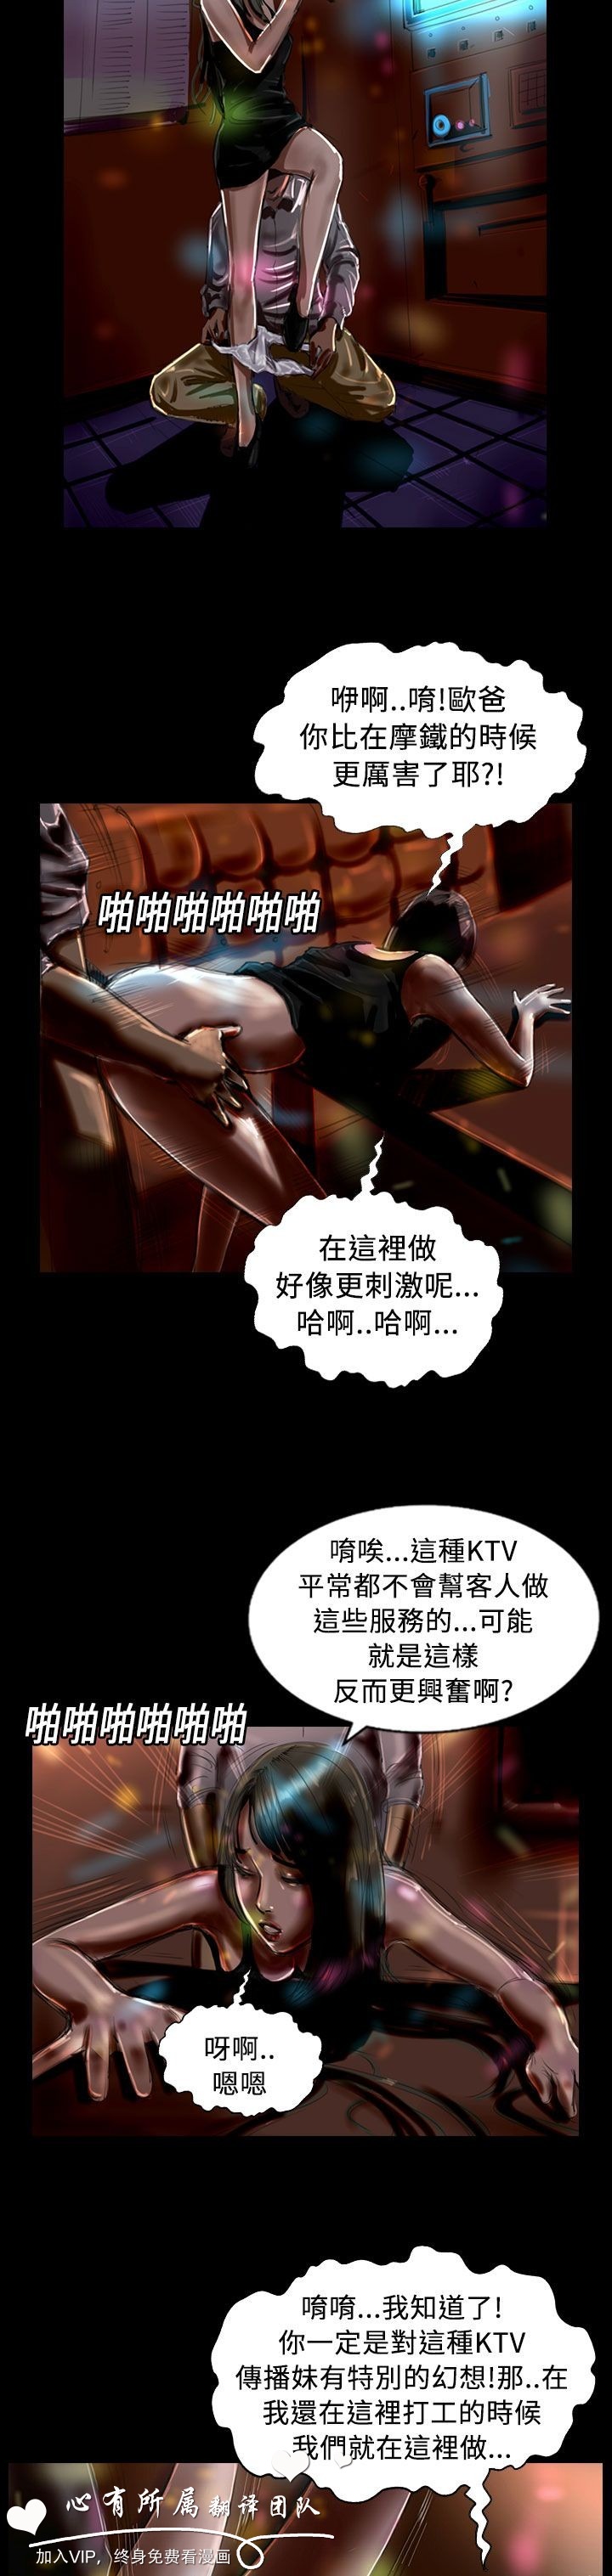 咿啊..唷!歐爸
你比在摩鐵的時候
更厲害了耶?!
啪啪啪啪啪啪
在這裡做
好像更刺激呢...
哈啊..哈啊...
唷唉...這種KTV
平常都不會幫客人做
這些服務的...可能
就是這樣
反而更興奮啊?
啪啪啪啪啪啪
呀啊..
嗯嗯
唷唷...我知道了!
你一定是對這種KTV
傳播妹有特別的幻想!那..在
我還在這裡打工的時候
我們就在這裡做...
心有所属翻译团队
加入VIP，终身免费看漫画